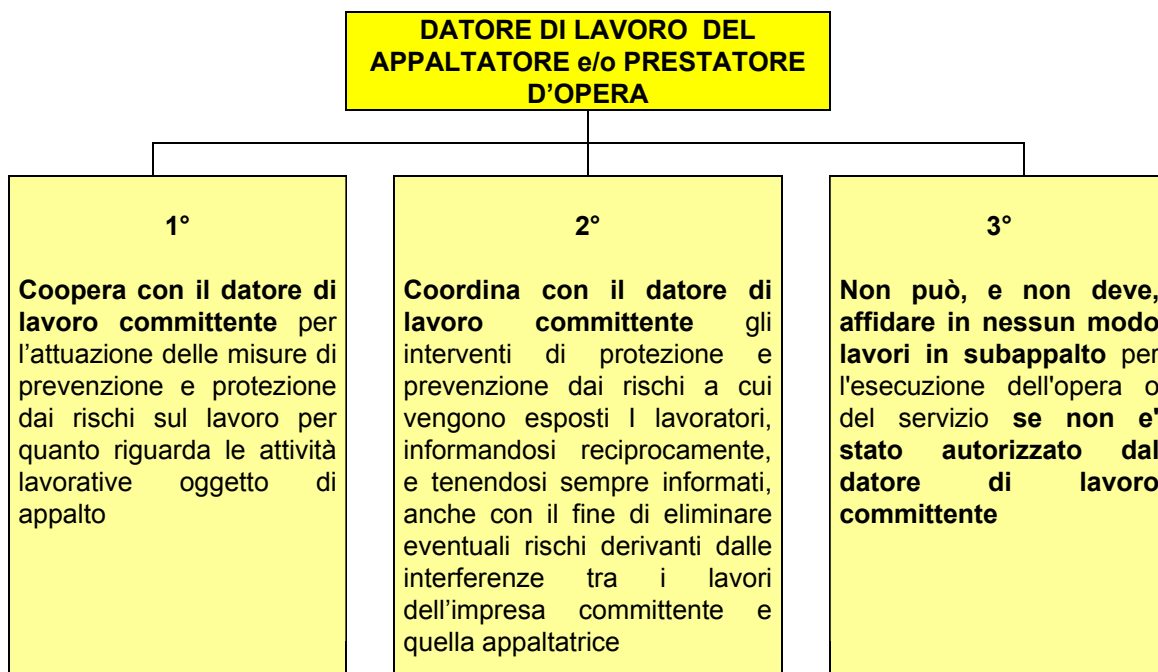 DATORE DI LAVORO DEL
APPALTATORE e/o PRESTATORE
D'OPERA
1°
Coopera con il datore di
lavoro committente per
l'attuazione delle misure di
prevenzione e protezione
dai rischi sul lavoro per
quanto riguarda le attività
lavorative oggetto di
appalto
2°
Coordina con il datore di
lavoro committente gli
interventi di protezione e
prevenzione dai rischi a cui
vengono esposti I lavoratori,
informandosi reciprocamente,
e tenendosi sempre informati,
anche con il fine di eliminare
eventuali rischi derivanti dalle
interferenze tra i lavori
dell'impresa committente e
quella appaltatrice
3°
Non può, e non deve,
affidare in nessun modo
lavori in subappalto per
l'esecuzione dell'opera o
del servizio se non e'
stato autorizzato dal
datore di lavoro
committente